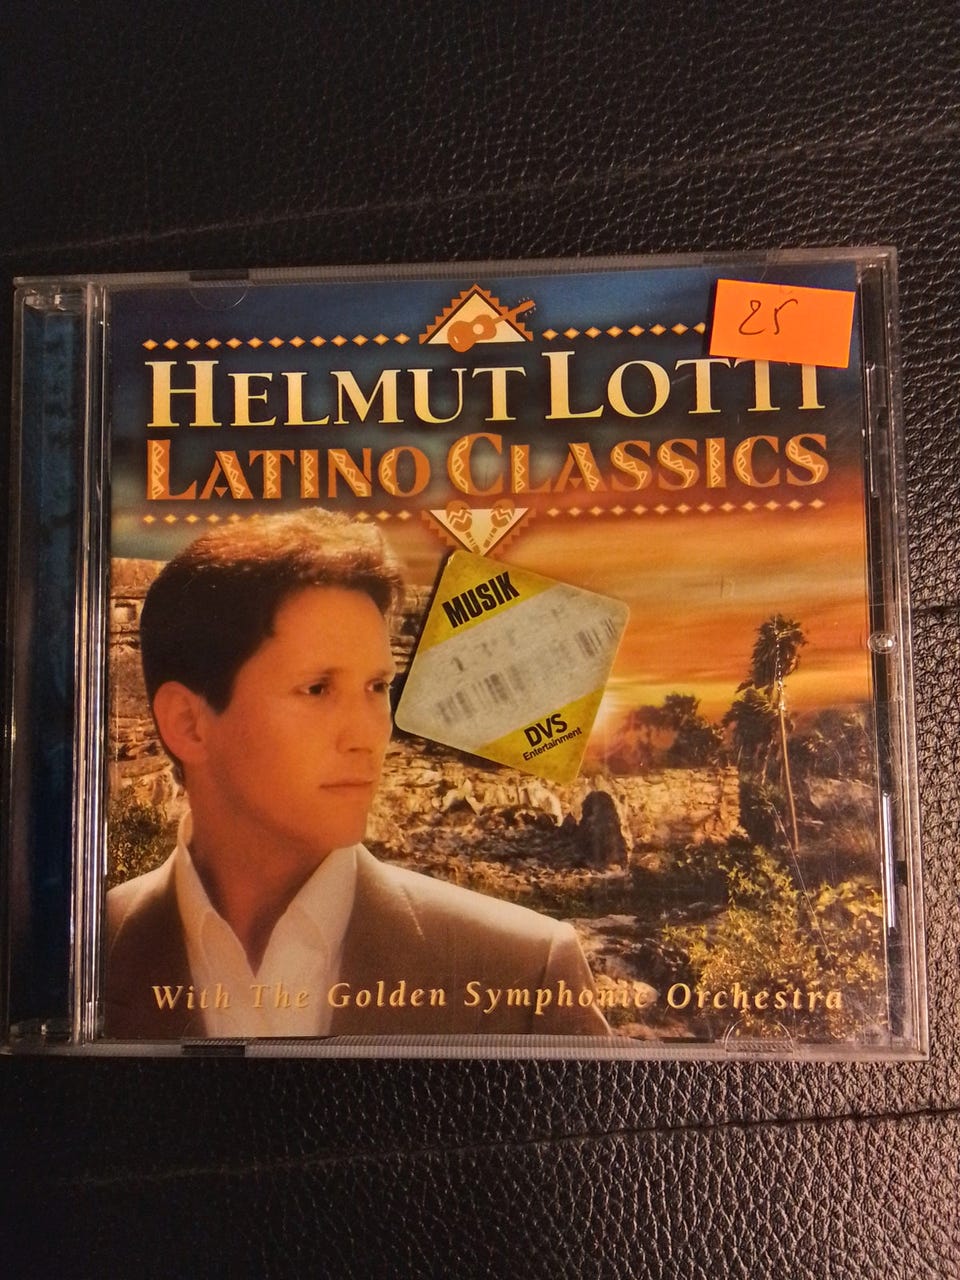 25
HELMUT LOTTI
LATINO CLASSICS
MUSIK
DVS
Entertainment
With The Golden Symphonic Orchestra